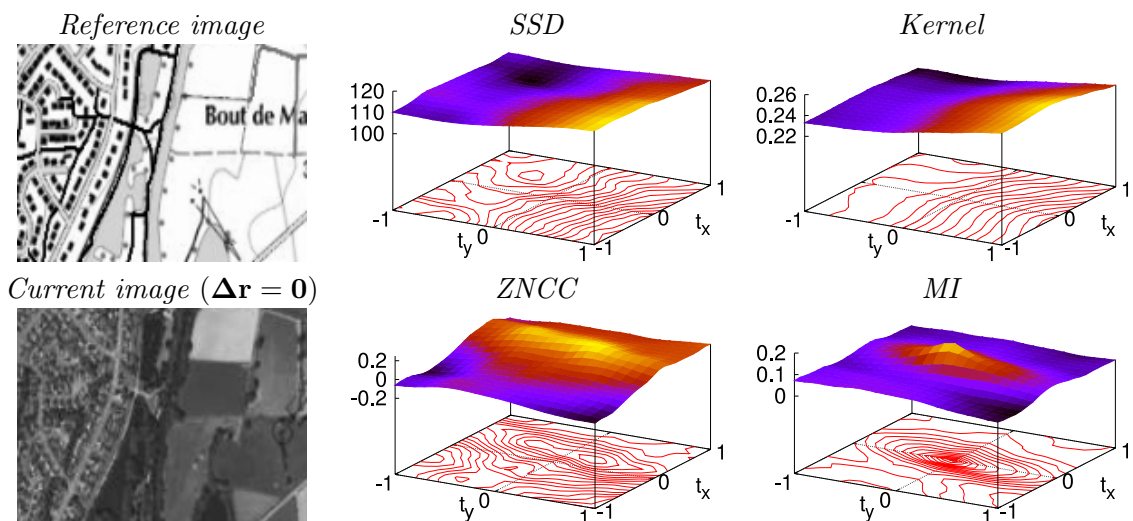 Reference image
Bout de Ma
Current image (Δr = 0)
SSD
120
110
100
-1
t_y
0
1
-1
0
t_x
1
Kernel
0.26
0.24
0.22
-1
t_y
0
1
-1
0
t_x
1
ZNCC
0.2
0
-0.2
-1
t_y
0
1
-1
0
t_x
1
MI
0.2
0.1
0
-1
t_y
0
1
-1
0
t_x
1